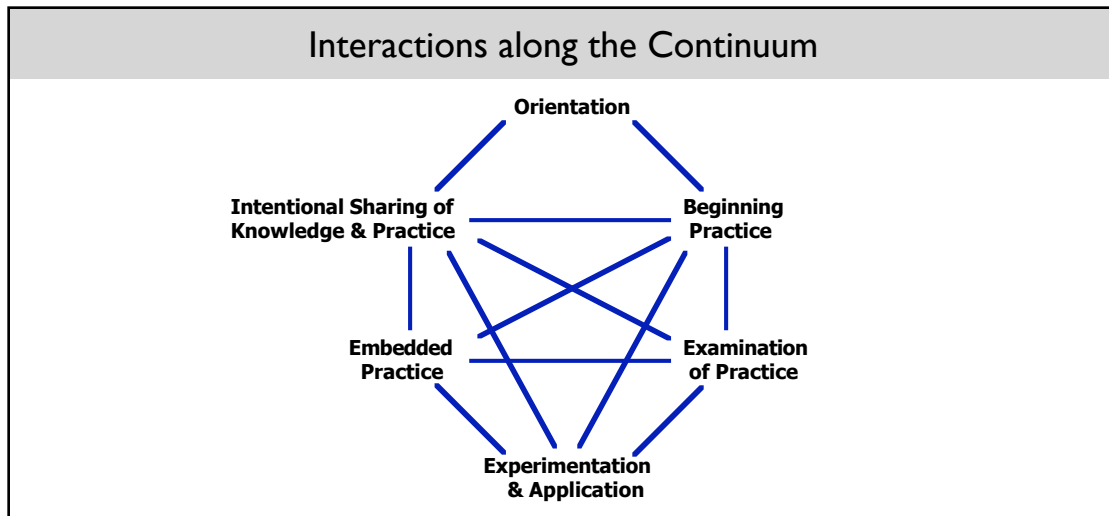 Interactions along the Continuum
Orientation
Intentional Sharing of
Knowledge & Practice
Beginning
Practice
Embedded
Practice
Examination
of Practice
Experimentation
& Application